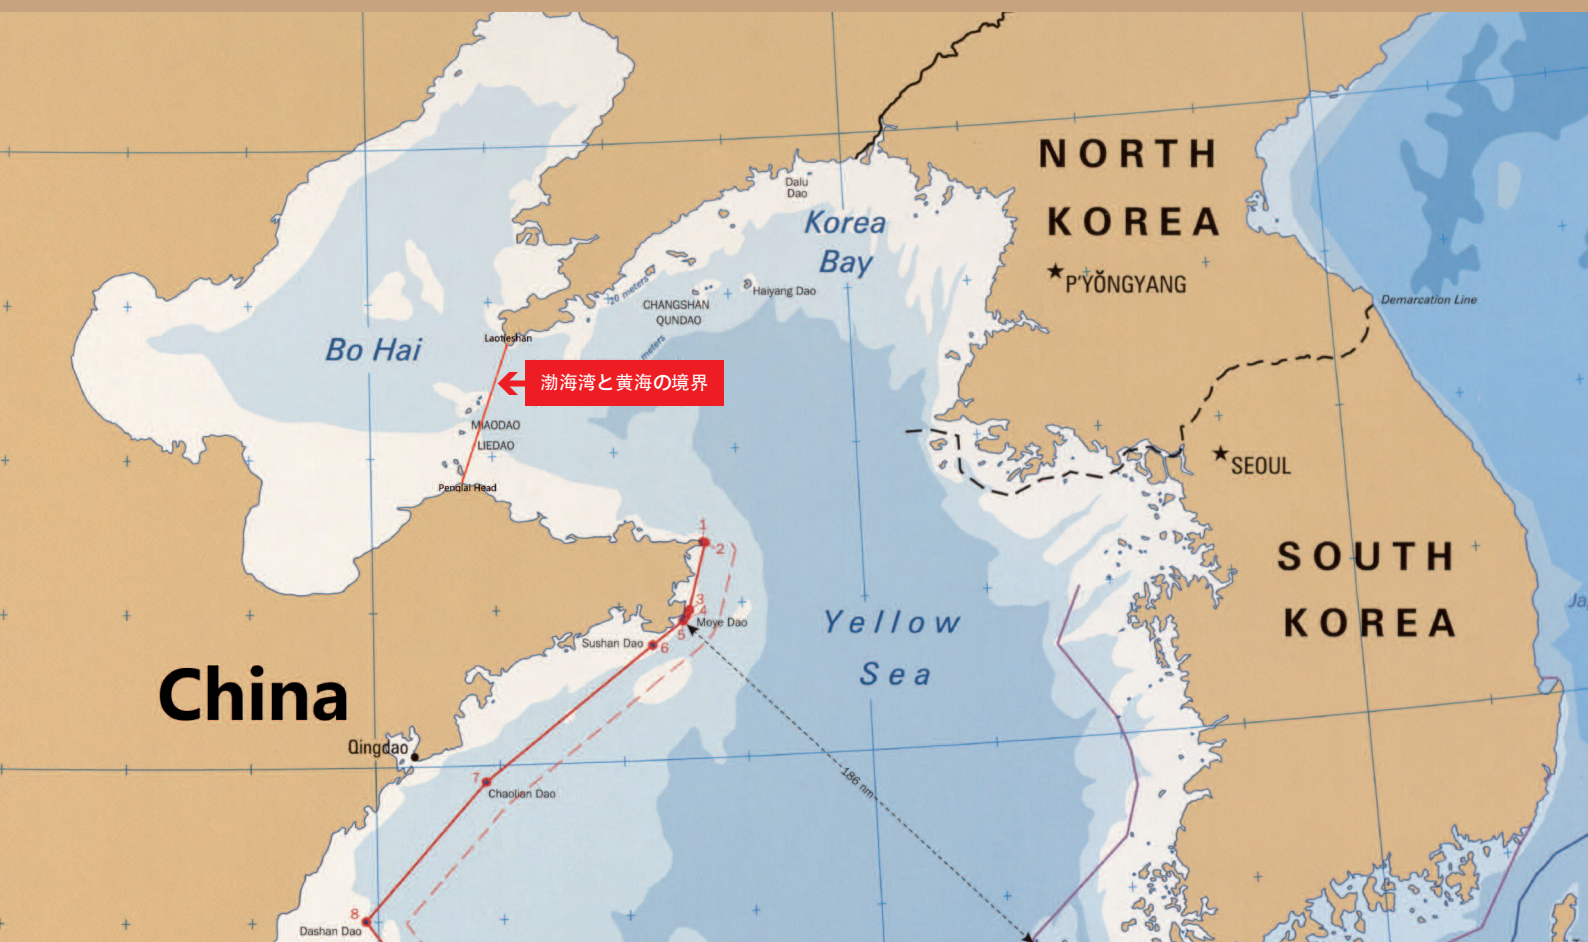 NORTH
KOREA
Dalu
Dao
Korea
Bay
P'YŎNGYANG
20 meters
CHANGSHAN
QUNDAO
Haiyang Dao
Demarcation Line
meters
Bo Hai
Laotieshan
渤海湾と黄海の境界
MIAODAO
LIEDAO
Penglai Head
SEOUL
1
2
3
4
5
6
Moye Dao
Sushan Dao
Yellow
Sea
SOUTH
KOREA
Ja
China
Qingdao
7
Chaolian Dao
186 nm
8
Dashan Dao